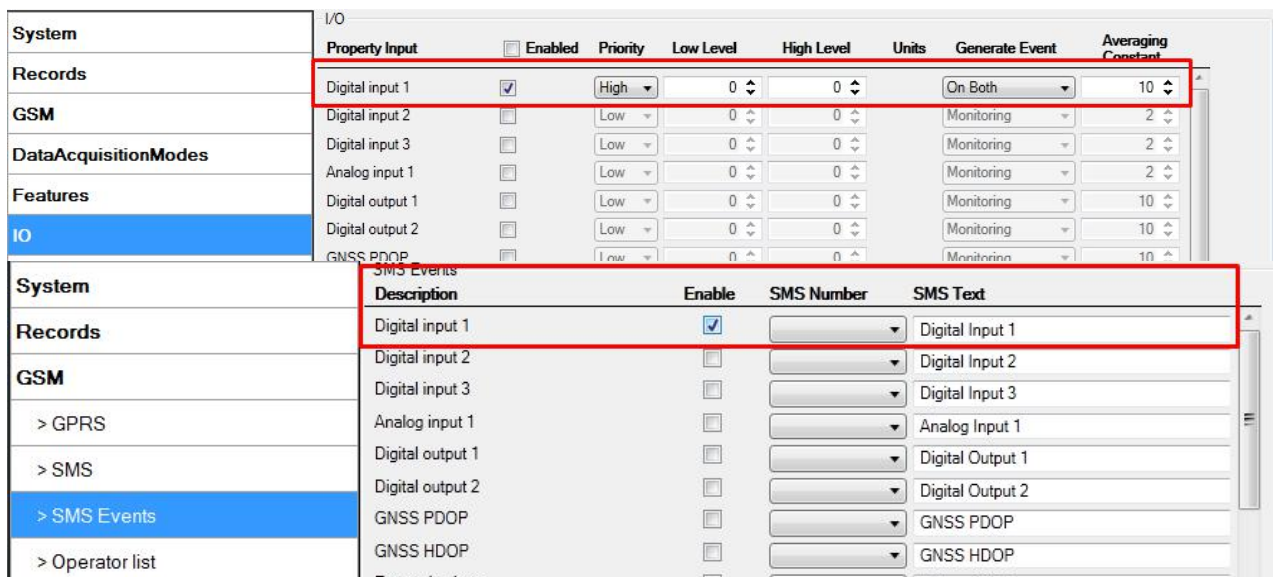 System
Records
GSM
DataAcquisitionModes
Features
IO
I/O
Property Input Enabled Priority Low Level High Level Units Generate Event Averaging Constant
Digital input 1 High 0 0 On Both 10
Digital input 2 Low 0 0 Monitoring 2
Digital input 3 Low 0 0 Monitoring 2
Analog input 1 Low 0 0 Monitoring 2
Digital output 1 Low 0 0 Monitoring 10
Digital output 2 Low 0 0 Monitoring 10
GNSS PDOP Low 0 0 Monitoring 10
System
Records
GSM
> GPRS
> SMS
> SMS Events
> Operator list
SMS Events
Description Enable SMS Number SMS Text
Digital input 1 Digital Input 1
Digital input 2 Digital Input 2
Digital input 3 Digital Input 3
Analog input 1 Analog Input 1
Digital output 1 Digital Output 1
Digital output 2 Digital Output 2
GNSS PDOP GNSS PDOP
GNSS HDOP GNSS HDOP